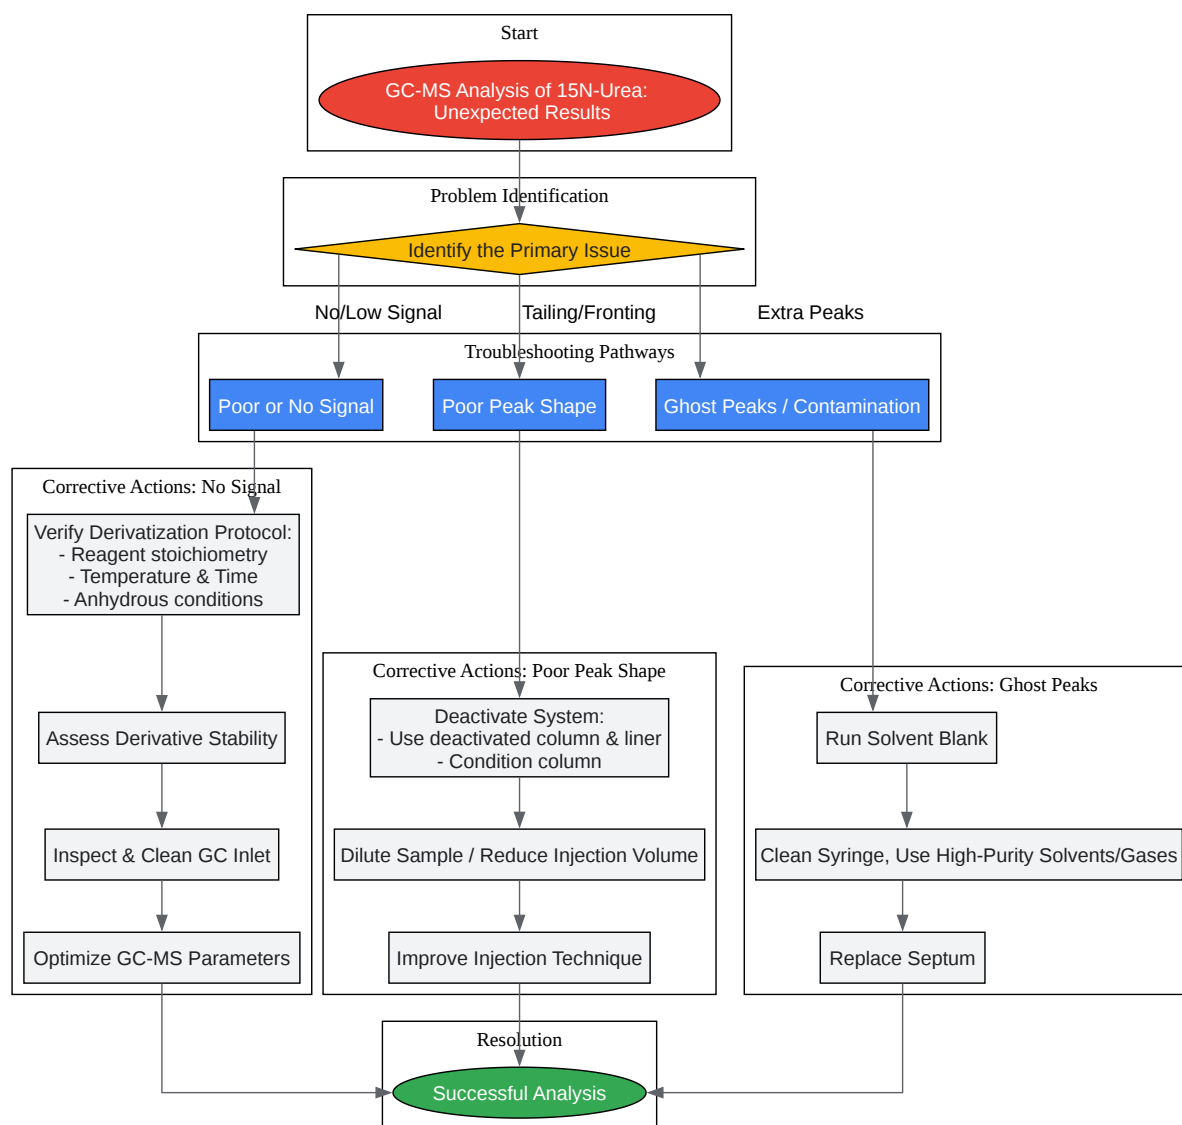 Start
GC-MS Analysis of 15N-Urea:
Unexpected Results
Problem Identification
Identify the Primary Issue
No/Low Signal
Tailing/Fronting
Extra Peaks
Troubleshooting Pathways
Poor or No Signal
Poor Peak Shape
Ghost Peaks / Contamination
Corrective Actions: No Signal
Verify Derivatization Protocol:
- Reagent stoichiometry
- Temperature & Time
- Anhydrous conditions
Assess Derivative Stability
Inspect & Clean GC Inlet
Optimize GC-MS Parameters
Corrective Actions: Poor Peak Shape
Deactivate System:
- Use deactivated column & liner
- Condition column
Dilute Sample / Reduce Injection Volume
Improve Injection Technique
Corrective Actions: Ghost Peaks
Run Solvent Blank
Clean Syringe, Use High-Purity Solvents/Gases
Replace Septum
Resolution
Successful Analysis